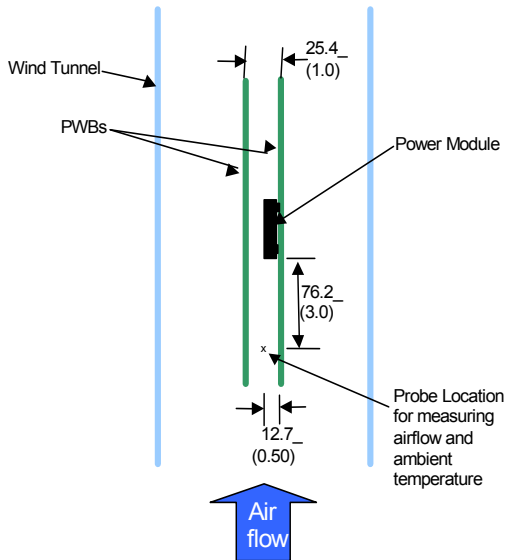 25.4_
(1.0)
Wind Tunnel
PWBs
Power Module
76.2_
(3.0)
x
Probe Location
for measuring
airflow and
ambient
temperature
12.7_
(0.50)
Air
flow